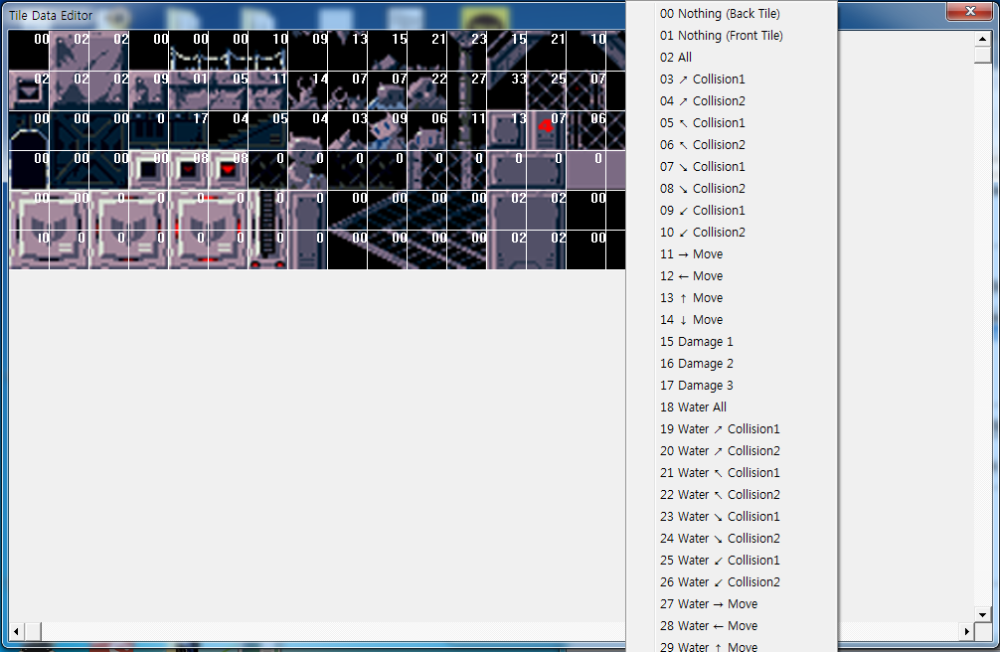 Tile Data Editor
00 02 02 00 00 00 10 09 13 15 21 23 15 21 10
02 02 02 09 01 05 11 14 07 07 22 27 33 25 07
00 00 00 0 17 04 05 04 03 09 06 11 13 07 06
00 00 00 00 08 08 0 0 0 0 0 0 0 0 0
00 00 0 0 0 0 0 0 00 00 00 00 02 02 00
10 0 0 0 0 0 0 0 00 00 00 00 02 02 00
00 Nothing (Back Tile)
01 Nothing (Front Tile)
02 All
03 ↗ Collision1
04 ↗ Collision2
05 ↖ Collision1
06 ↖ Collision2
07 ↘ Collision1
08 ↘ Collision2
09 ↙ Collision1
10 ↙ Collision2
11 → Move
12 ← Move
13 ↑ Move
14 ↓ Move
15 Damage 1
16 Damage 2
17 Damage 3
18 Water All
19 Water ↗ Collision1
20 Water ↗ Collision2
21 Water ↖ Collision1
22 Water ↖ Collision2
23 Water ↘ Collision1
24 Water ↘ Collision2
25 Water ↙ Collision1
26 Water ↙ Collision2
27 Water → Move
28 Water ← Move
29 Water ↑ Move